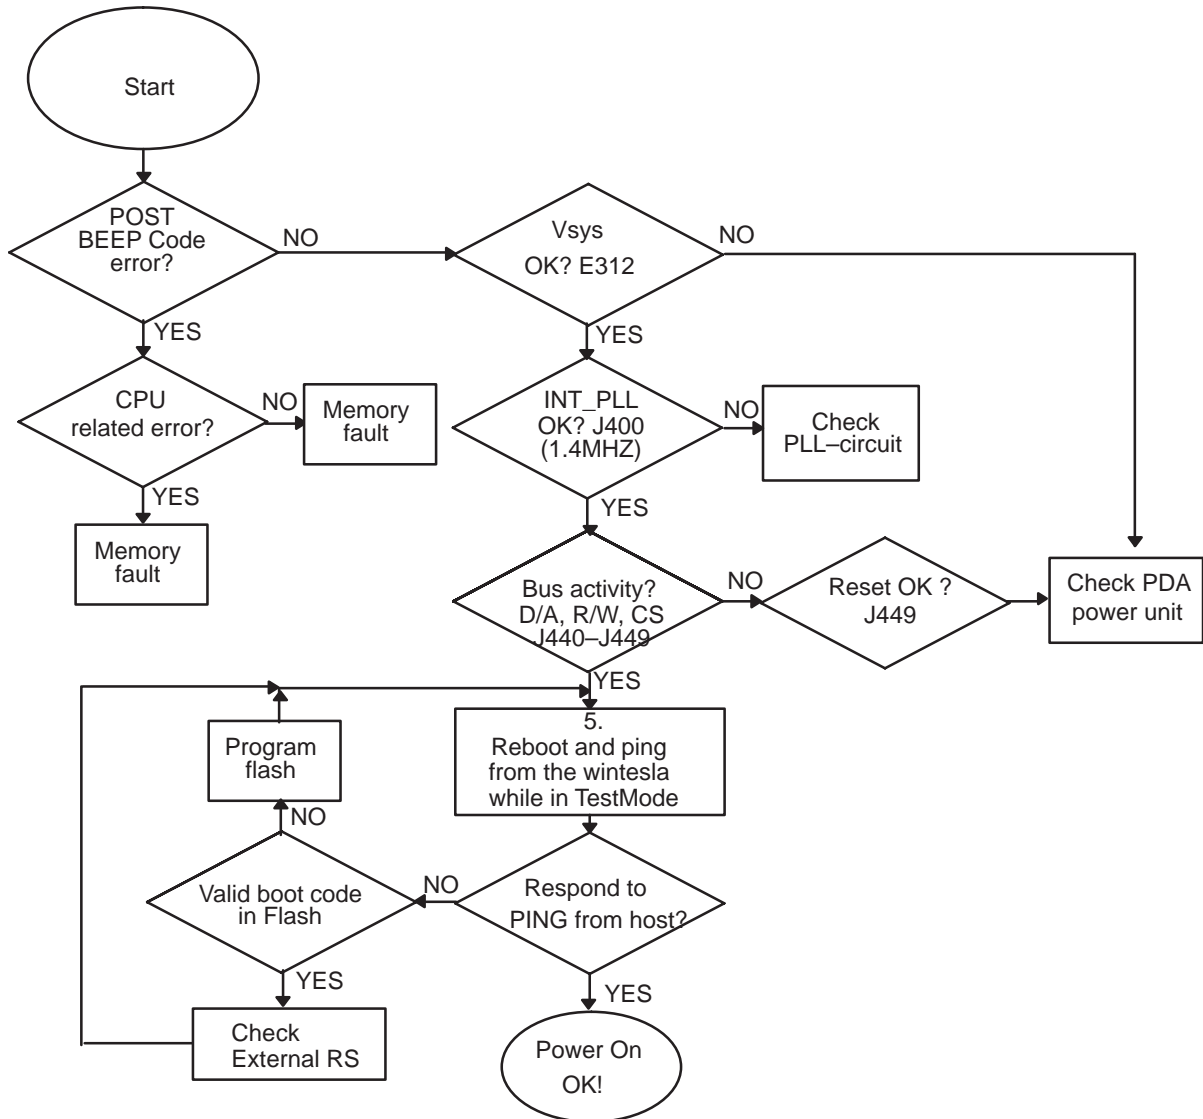 Start
POST
BEEP Code
error?
NO
YES
Vsys
OK? E312
NO
YES
CPU
related error?
NO
Memory
fault
YES
Memory
fault
INT_PLL
OK? J400
(1.4MHZ)
NO
Check
PLL–circuit
YES
Bus activity?
D/A, R/W, CS
J440–J449
NO
Reset OK ?
J449
Check PDA
power unit
YES
5.
Reboot and ping
from the wintesla
while in TestMode
Program
flash
NO
Valid boot code
in Flash
NO
Respond to
PING from host?
YES
Check
External RS
YES
Power On
OK!